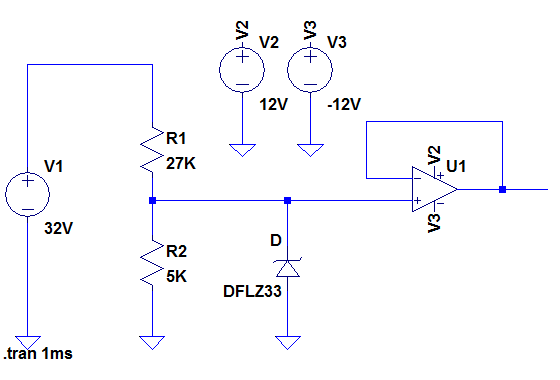 V2
V2
12V
V3
V3
-12V
V1
32V
R1
27K
R2
5K
D
DFLZ33
V2
U1
V3
.tran 1ms